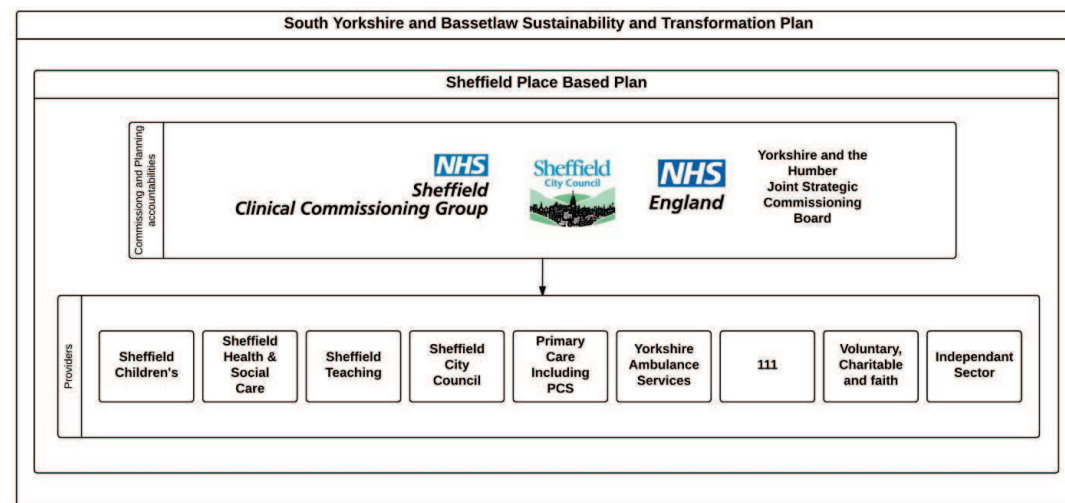 South Yorkshire and Bassetlaw Sustainability and Transformation Plan
Sheffield Place Based Plan
Commissiong and Planning
accountabilities
NHS
Sheffield
Clinical Commissioning Group
Sheffield
City Council
NHS
England
Yorkshire and the
Humber
Joint Strategic
Commissioning
Board
Providers
Sheffield
Children's
Sheffield
Health &
Social
Care
Sheffield
Teaching
Sheffield
City
Council
Primary
Care
Including
PCS
Yorkshire
Ambulance
Services
111
Voluntary,
Charitable
and faith
Independant
Sector